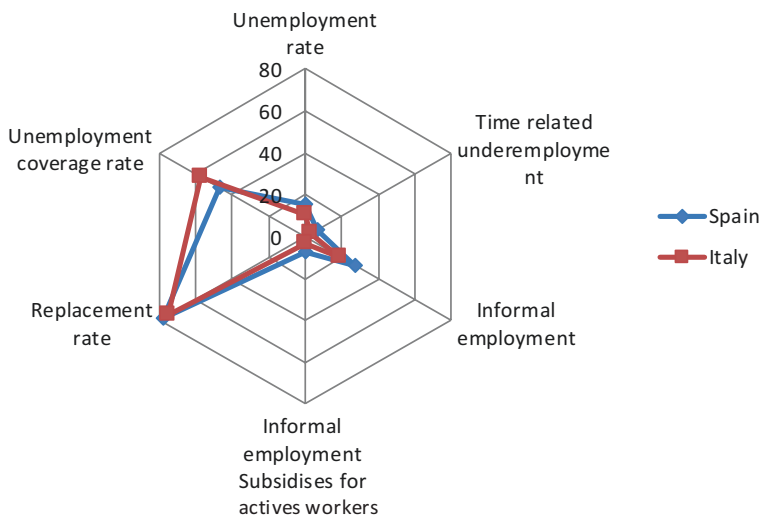 Unemployment
rate
80
60
40
20
0
Time related
underemployme
nt
Informal
employment
Informal
employment
Subsidises for
actives workers
Replacement
rate
Unemployment
coverage rate
Spain
Italy